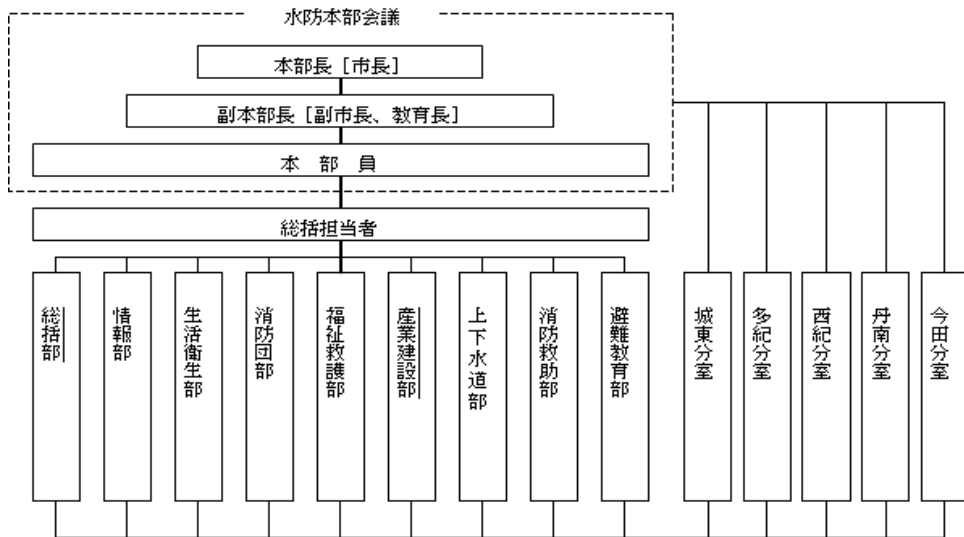 水防本部会議
本部長［市長］
副本部長［副市長、教育長］
本　部　員
総括担当者
総括部
情報部
生活衛生部
消防団部
福祉救護部
産業建設部
上下水道部
消防救助部
避難教育部
城東分室
多紀分室
西紀分室
丹南分室
今田分室